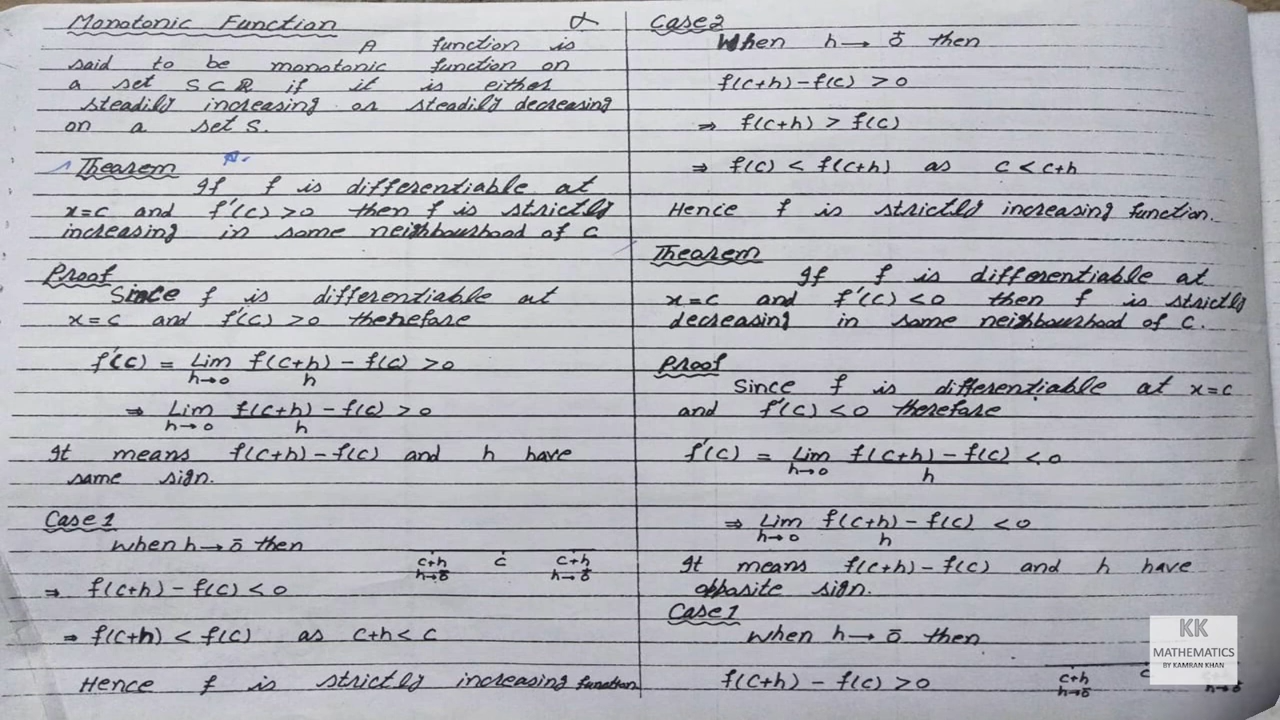 Monotonic Function
A function is
said to be monotonic function on
a set S⊂R if it is either
steadily increasing or steadily decreasing
on a set S.
Theorem
If f is differentiable at
x=c and f'(c) >0 then f is strictly
increasing in some neighbourhood of c
Proof
Since f is differentiable at
x=c and f'(c) >0 therefore
f'(c) = Lim h→0 f(c+h) - f(c) / h >0
⇒ Lim h→0 f(c+h) - f(c) / h >0
It means f(c+h)-f(c) and h have
same sign.
Case 1
When h→ō then
c+h h→ō c c+h h→ō
⇒ f(c+h)-f(c) <0
⇒ f(c+h) < f(c) as c+h< c
Hence f is strictly increasing function
Case 2
When h→ ō then
f(c+h)-f(c) >0
⇒ f(c+h) > f(c)
⇒ f(c) < f(c+h) as c < c+h
Hence f is strictly increasing function.
Theorem
If f is differentiable at
x=c and f'(c) <0 then f is strictly
decreasing in some neighbourhood of c.
Proof
Since f is differentiable at x=c
and f'(c) <0 therefore
f'(c) = Lim h→0 f(c+h) - f(c) / h <0
⇒ Lim h→0 f(c+h) - f(c) / h <0
It means f(c+h)-f(c) and h have
opposite sign.
Case 1
When h→ ō then
f(c+h) - f(c) >0
c+h h→ō c
KK
MATHEMATICS
BY KAMRAN KHAN